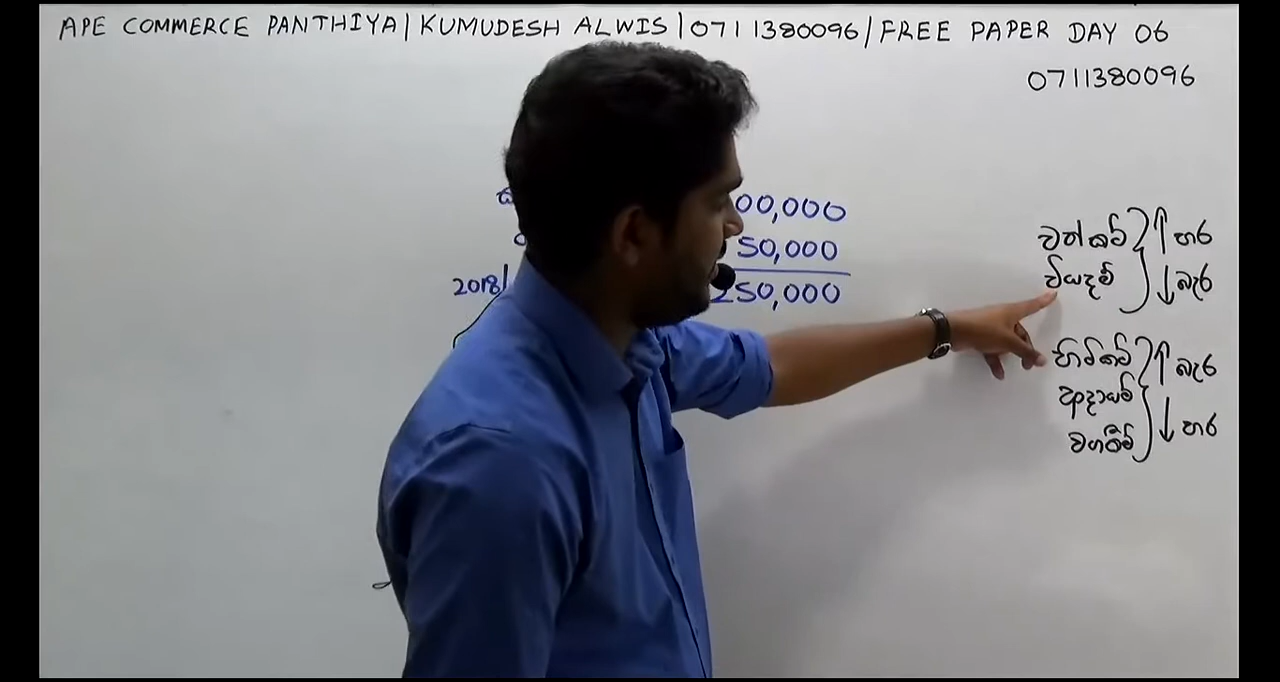 APE COMMERCE PANTHIYA | KUMUDESH ALWIS | 0711380096 / FREE PAPER DAY 06
0711380096
00,000
50,000
2018/ 250,000
වත්කම් ↑ හර
වියදම් ↓ බැර
හිමිකම් ↑ බැර
ආදායම්
වගකීම් ↓ හර